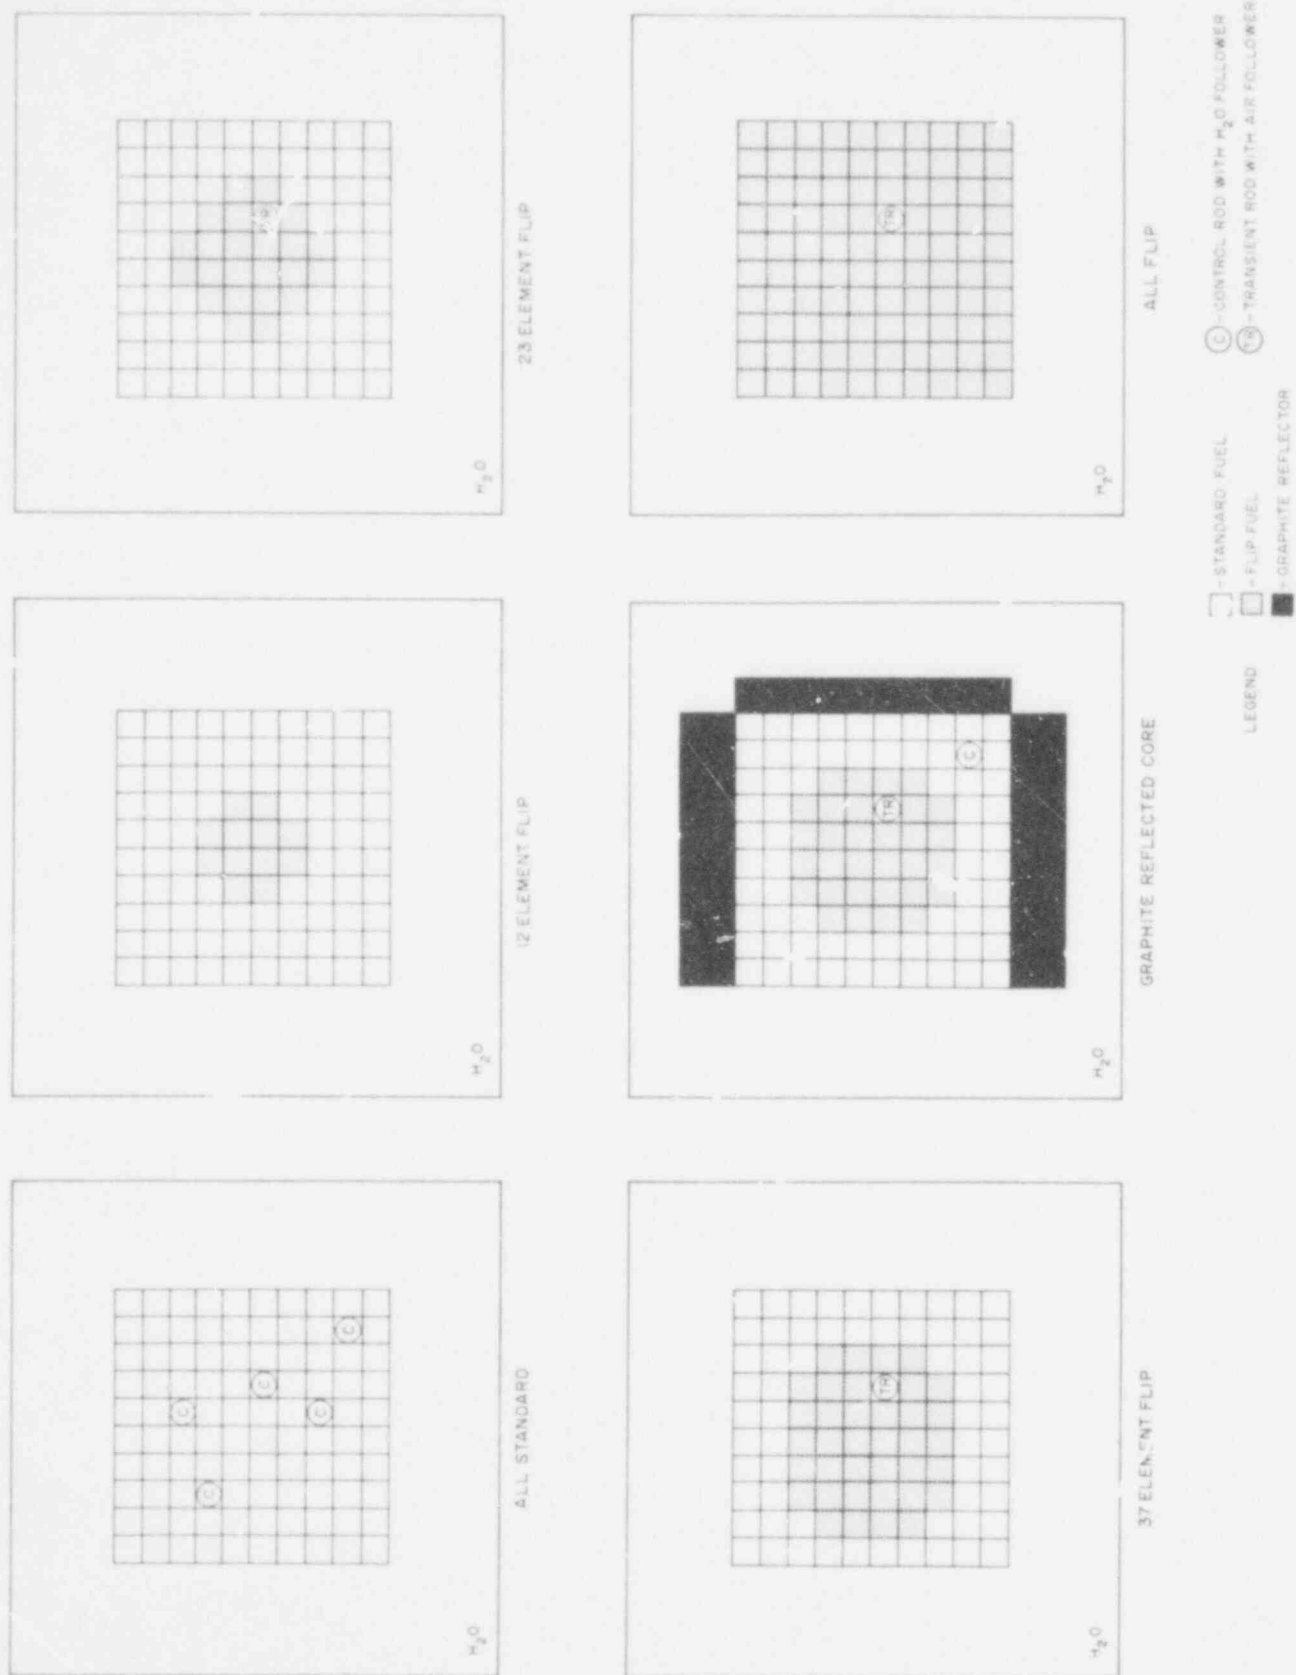 H₂O
C
C
C
C
C
ALL STANDARD
H₂O
12 ELEMENT FLIP
H₂O
23 ELEMENT FLIP
H₂O
TR
37 ELEMENT FLIP
H₂O
TR
C
GRAPHITE REFLECTED CORE
H₂O
TR
ALL FLIP
LEGEND
- STANDARD FUEL
- FLIP FUEL
- GRAPHITE REFLECTOR
C - CONTROL ROD WITH H₂O FOLLOWER
TR - TRANSIENT ROD WITH AIR FOLLOWER